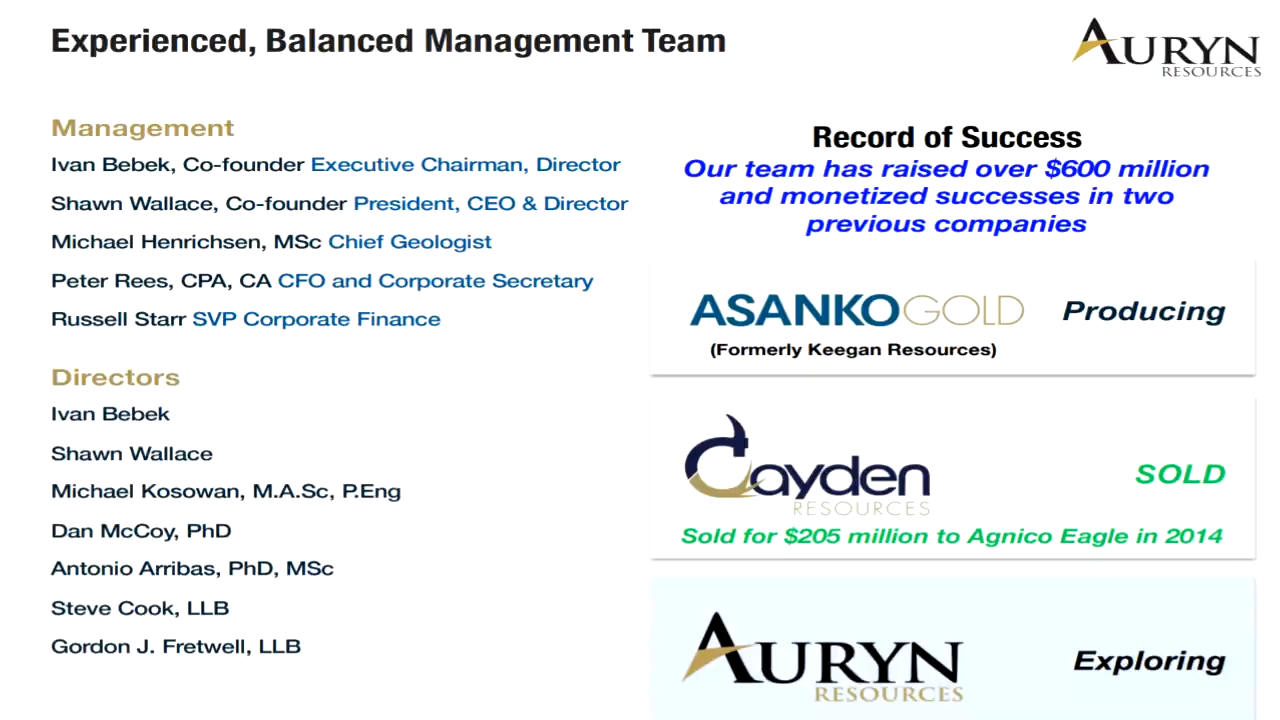 Experienced, Balanced Management Team
AURYN
RESOURCES
Management
Ivan Bebek, Co-founder Executive Chairman, Director
Shawn Wallace, Co-founder President, CEO & Director
Michael Henrichsen, MSc Chief Geologist
Peter Rees, CPA, CA CFO and Corporate Secretary
Russell Starr SVP Corporate Finance
Directors
Ivan Bebek
Shawn Wallace
Michael Kosowan, M.A.Sc, P.Eng
Dan McCoy, PhD
Antonio Arribas, PhD, MSc
Steve Cook, LLB
Gordon J. Fretwell, LLB
Record of Success
Our team has raised over $600 million
and monetized successes in two
previous companies
ASANKOGOLD Producing
(Formerly Keegan Resources)
Cayden
RESOURCES
SOLD
Sold for $205 million to Agnico Eagle in 2014
AURYN
RESOURCES
Exploring